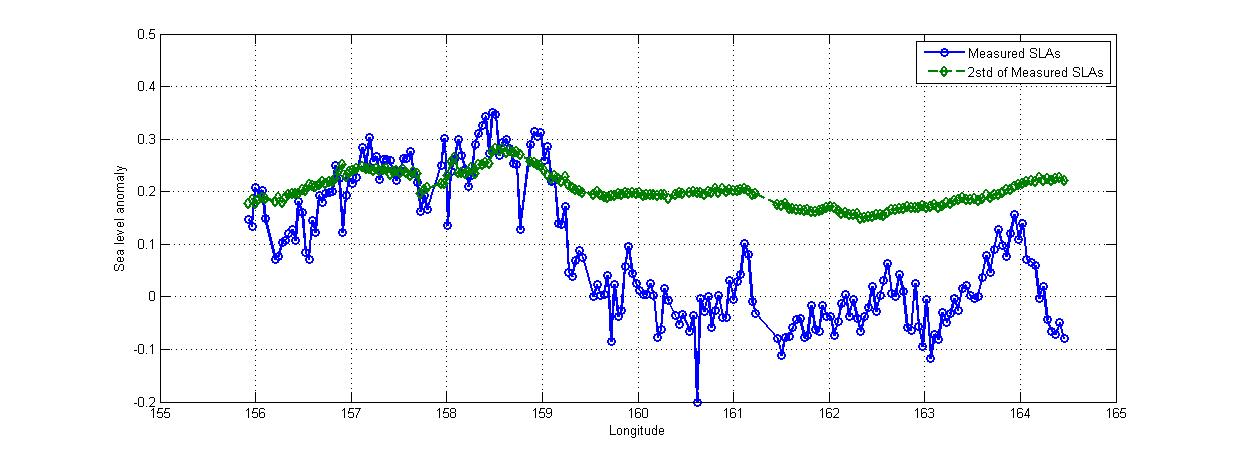 0.5
0.4
0.3
0.2
0.1
0
-0.1
-0.2
Sea level anomaly
Measured SLAs
2std of Measured SLAs
155 156 157 158 159 160 161 162 163 164 165
Longitude